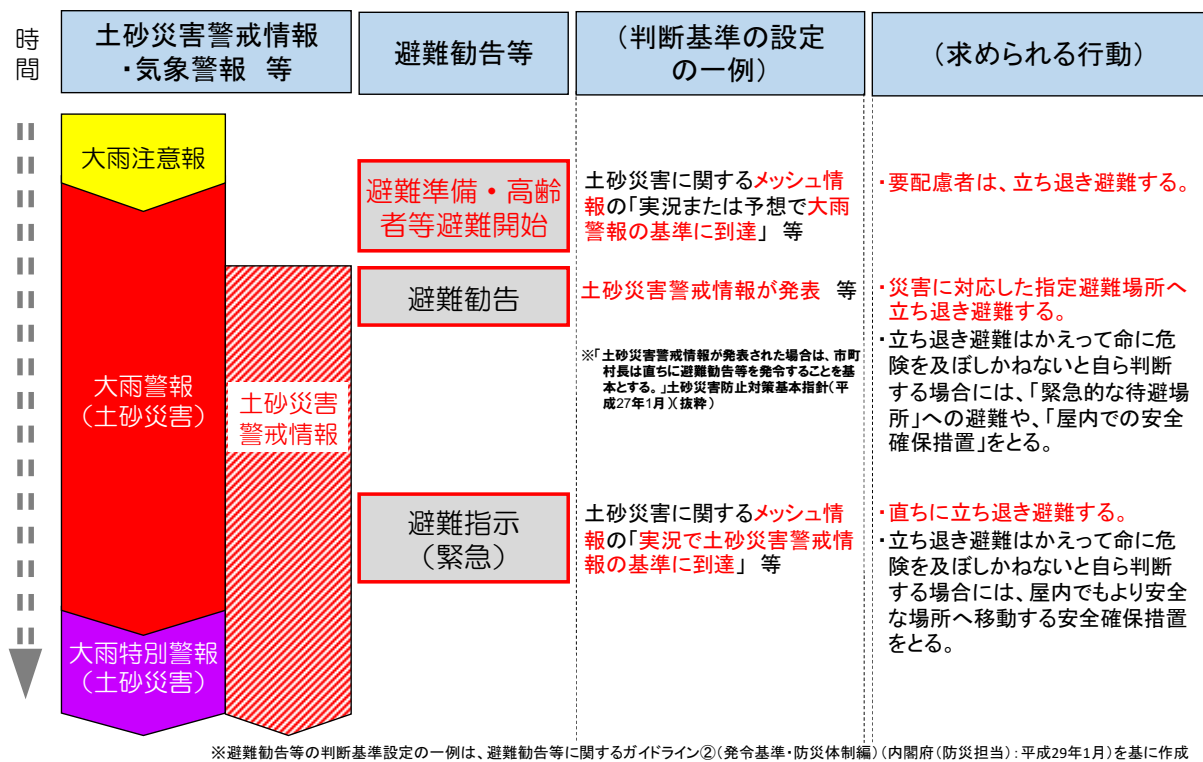 時
間
土砂災害警戒情報
・気象警報 等
避難勧告等
(判断基準の設定
の一例)
(求められる行動)
大雨注意報
大雨警報
(土砂災害)
大雨特別警報
(土砂災害)
土砂災害
警戒情報
避難準備・高齢
者等避難開始
土砂災害に関するメッシュ情
報の「実況または予想で大雨
警報の基準に到達」 等
・要配慮者は、立ち退き避難する。
避難勧告
土砂災害警戒情報が発表 等
※「土砂災害警戒情報が発表された場合は、市町
村長は直ちに避難勧告等を発令することを基
本とする。」土砂災害防止対策基本指針(平
成27年1月)(抜粋)
・災害に対応した指定避難場所へ
立ち退き避難する。
・立ち退き避難はかえって命に危
険を及ぼしかねないと自ら判断
する場合には、「緊急的な待避場
所」への避難や、「屋内での安全
確保措置」をとる。
避難指示
(緊急)
土砂災害に関するメッシュ情
報の「実況で土砂災害警戒情
報の基準に到達」 等
・直ちに立ち退き避難する。
・立ち退き避難はかえって命に危
険を及ぼしかねないと自ら判断
する場合には、屋内でもより安全
な場所へ移動する安全確保措置
をとる。
※避難勧告等の判断基準設定の一例は、避難勧告等に関するガイドライン②(発令基準・防災体制編)(内閣府(防災担当):平成29年1月)を基に作成